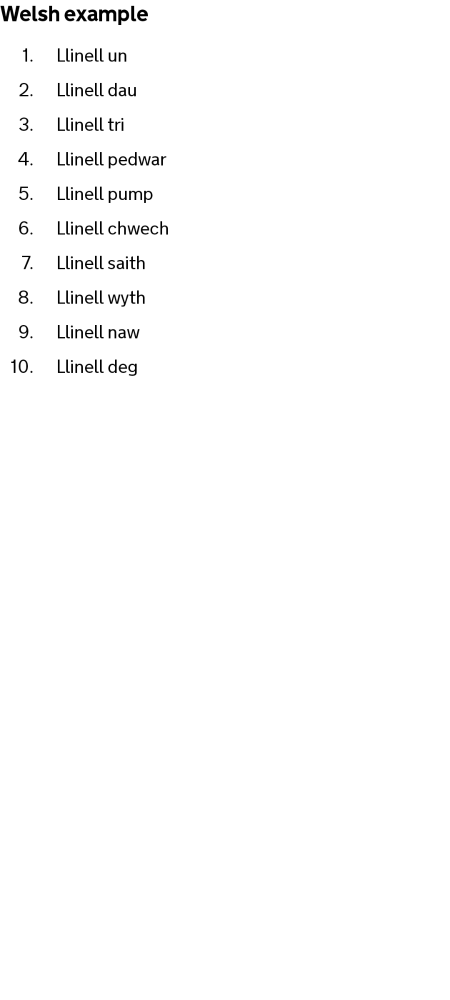 Welsh example
1. Llinell un
2. Llinell dau
3. Llinell tri
4. Llinell pedwar
5. Llinell pump
6. Llinell chwech
7. Llinell saith
8. Llinell wyth
9. Llinell naw
10. Llinell deg